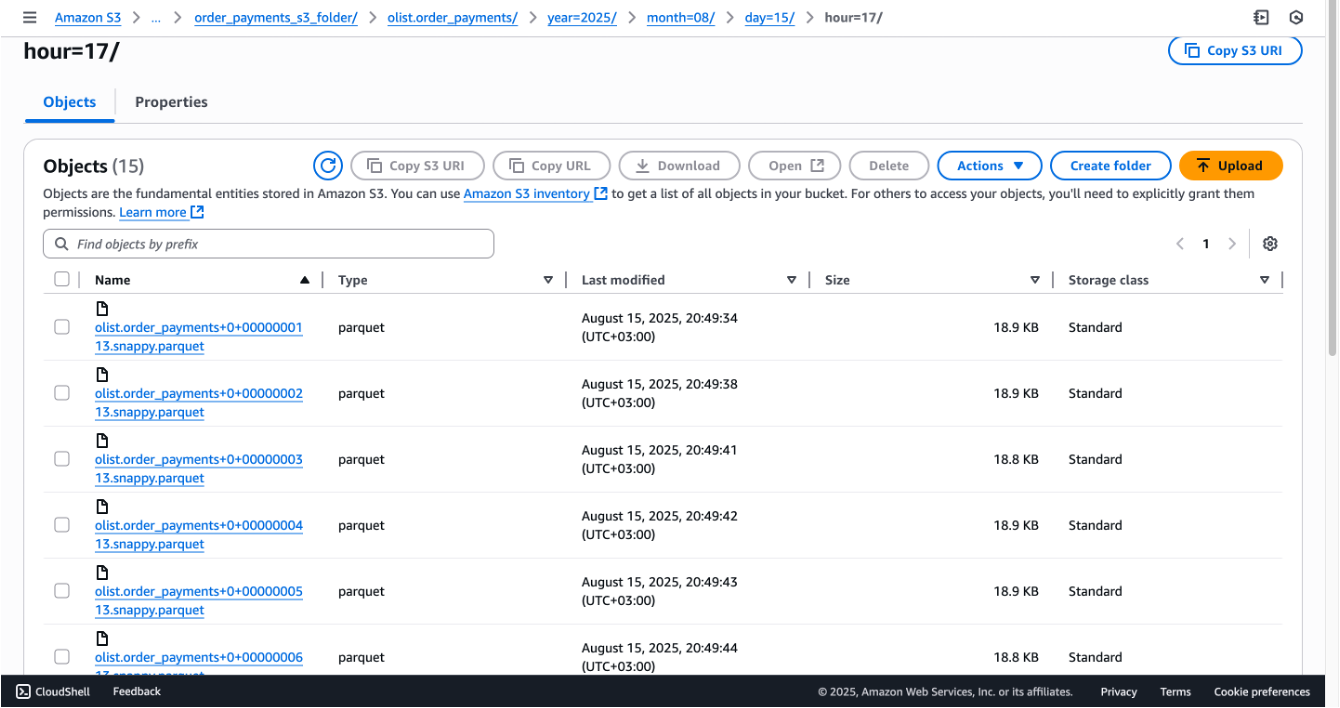 Amazon S3 > ... > order_payments_s3_folder/ > olist.order_payments/ > year=2025/ > month=08/ > day=15/ > hour=17/
hour=17/
Copy S3 URI
Objects
Properties
Objects (15)
Copy S3 URI
Copy URL
Download
Open
Delete
Actions
Create folder
Upload
Objects are the fundamental entities stored in Amazon S3. You can use Amazon S3 inventory to get a list of all objects in your bucket. For others to access your objects, you'll need to explicitly grant them
permissions. Learn more
Find objects by prefix
1
Name
Type
Last modified
Size
Storage class
olist.order_payments+0+00000001
13.snappy.parquet
parquet
August 15, 2025, 20:49:34
(UTC+03:00)
18.9 KB
Standard
olist.order_payments+0+00000002
13.snappy.parquet
parquet
August 15, 2025, 20:49:38
(UTC+03:00)
18.9 KB
Standard
olist.order_payments+0+00000003
13.snappy.parquet
parquet
August 15, 2025, 20:49:41
(UTC+03:00)
18.8 KB
Standard
olist.order_payments+0+00000004
13.snappy.parquet
parquet
August 15, 2025, 20:49:42
(UTC+03:00)
18.9 KB
Standard
olist.order_payments+0+00000005
13.snappy.parquet
parquet
August 15, 2025, 20:49:43
(UTC+03:00)
18.9 KB
Standard
olist.order_payments+0+00000006
parquet
August 15, 2025, 20:49:44
(UTC+03:00)
18.8 KB
Standard
CloudShell
Feedback
© 2025, Amazon Web Services, Inc. or its affiliates.
Privacy
Terms
Cookie preferences